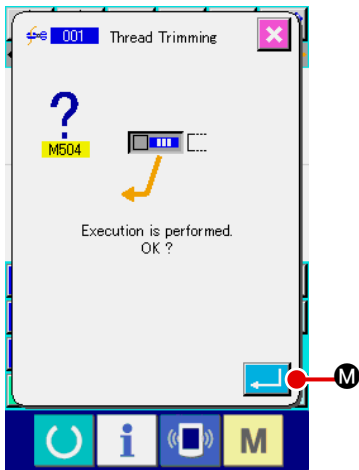 001 Thread Trimming
?
M504
Execution is performed.
OK ?
M
i
M